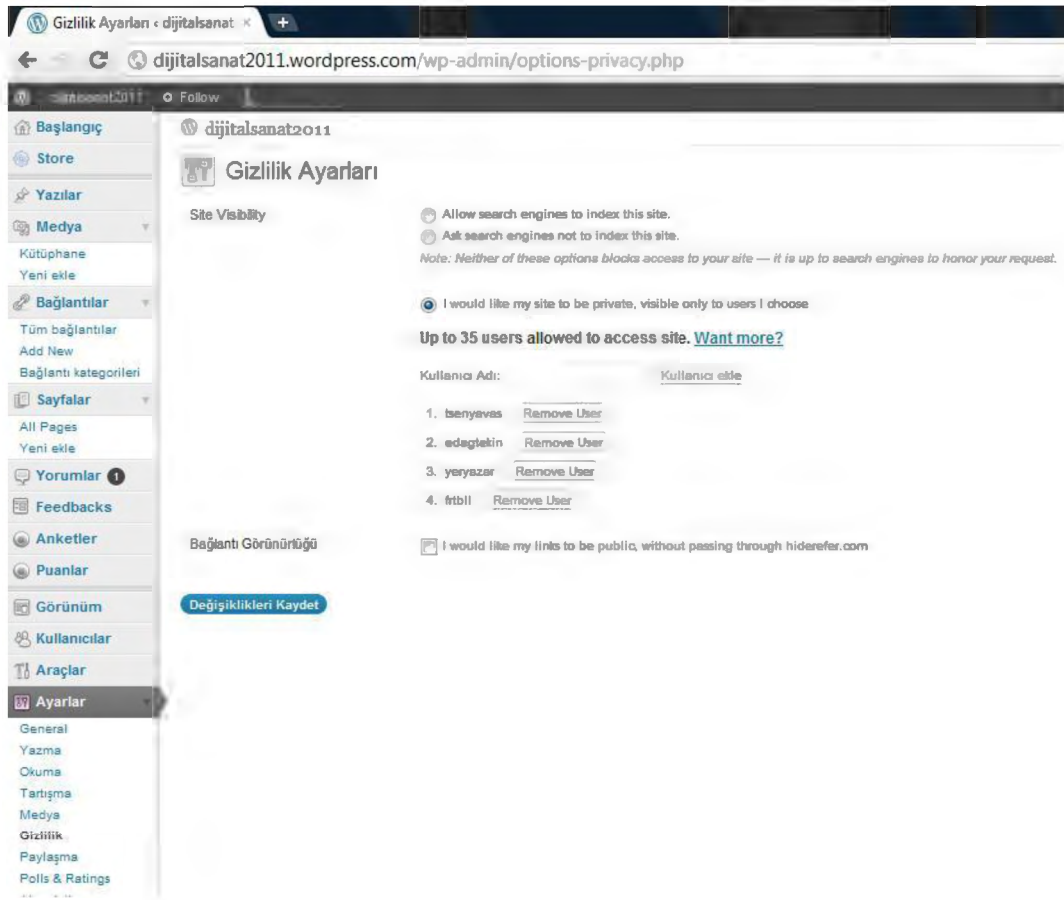 Gizlilik Ayarları ‹ dijitalsanat ×
dijitalsanat2011.wordpress.com/wp-admin/options-privacy.php
Follow
Başlangıç
Store
Yazılar
Medya
Kütüphane
Yeni ekle
Bağlantılar
Tüm bağlantılar
Add New
Bağlantı kategorileri
Sayfalar
All Pages
Yeni ekle
Yorumlar 1
Feedbacks
Anketler
Puanlar
Görünüm
Kullanıcılar
Araçlar
Ayarlar
General
Yazma
Okuma
Tartışma
Medya
Gizlilik
Paylaşma
Polls & Ratings
dijitalsanat2011
Gizlilik Ayarları
Site Visibility
Allow search engines to index this site.
Ask search engines not to index this site.
Note: Neither of these options blocks access to your site — it is up to search engines to honor your request.
I would like my site to be private, visible only to users I choose
Up to 35 users allowed to access site. Want more?
Kullanıcı Adı: Kullanıcı ekle
1. tsenyavas Remove User
2. edagtekin Remove User
3. yeryazar Remove User
4. frtbll Remove User
Bağlantı Görünürlüğü
I would like my links to be public, without passing through hiderefer.com
Değişiklikleri Kaydet